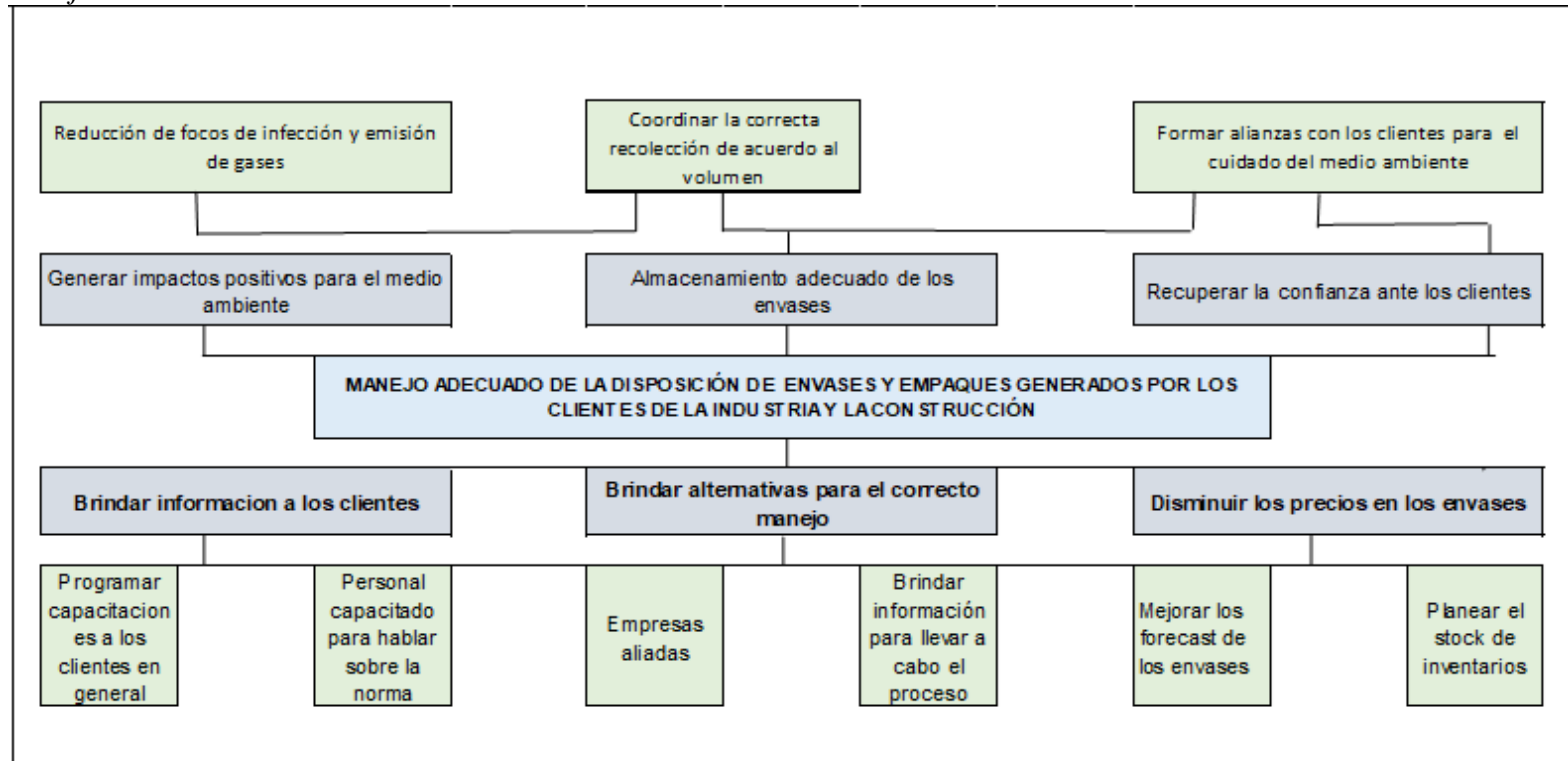 Reducción de focos de infección y emisión
de gases
Coordinar la correcta
recolección de acuerdo al
volumen
Formar alianzas con los clientes para el
cuidado del medio ambiente
Generar impactos positivos para el medio
ambiente
Almacenamiento adecuado de los
envases
Recuperar la confianza ante los clientes
MANEJO ADECUADO DE LA DISPOSICIÓN DE ENVASES Y EMPAQUES GENERADOS POR LOS
CLIENTES DE LA INDUSTRIA Y LA CONSTRUCCIÓN
Brindar informacion a los clientes
Brindar alternativas para el correcto
manejo
Disminuir los precios en los envases
Programar
capacitacion
es a los
clientes en
general
Personal
capacitado
para hablar
sobre la
norma
Empresas
aliadas
Brindar
información
para llevar a
cabo el
proceso
Mejorar los
forecast de
los envases
Planear el
stock de
inventarios